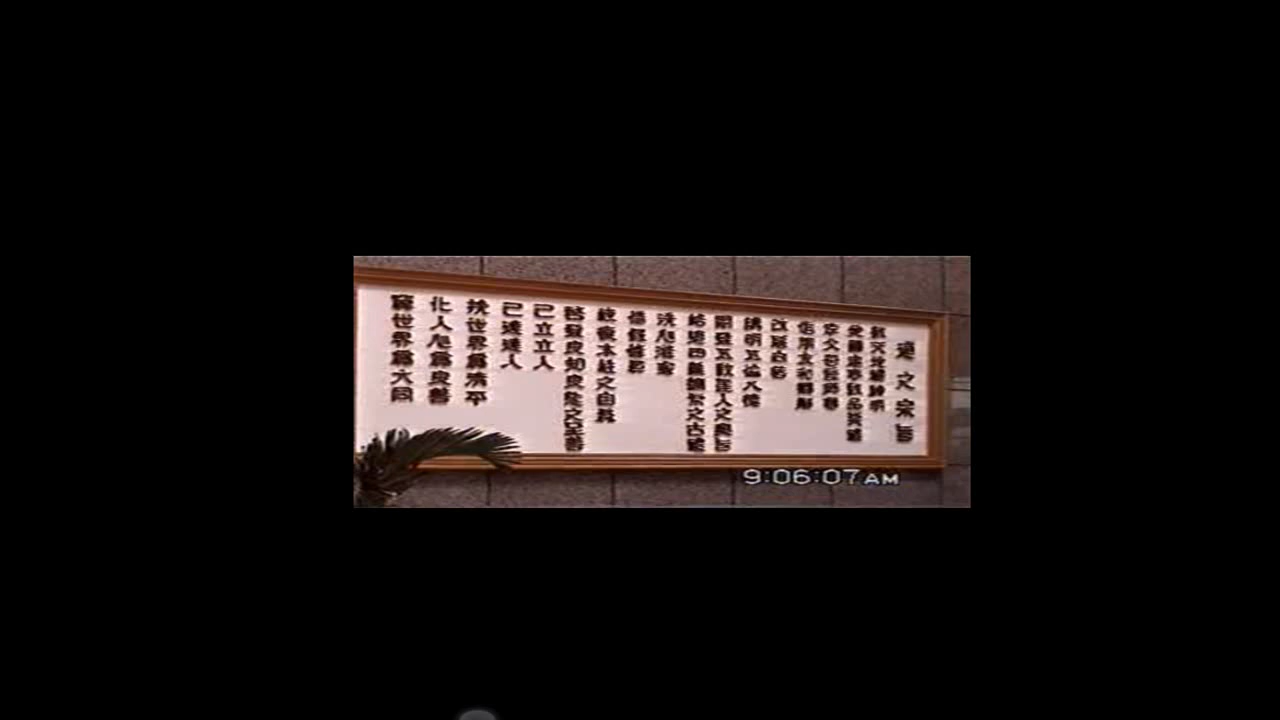 道之宗旨
敬天地禮神明
愛國忠事敦品崇禮
孝父母重師尊
信朋友和鄉鄰
改惡向善
講明五倫八德
闡發五教聖人之奧旨
恪遵四維綱常之古禮
洗心滌慮
借假修真
恢復本性之自然
啓發良知良能之至善
己立立人
己達達人
挽世界為清平
化人心為良善
冀世界為大同
9:06:07AM